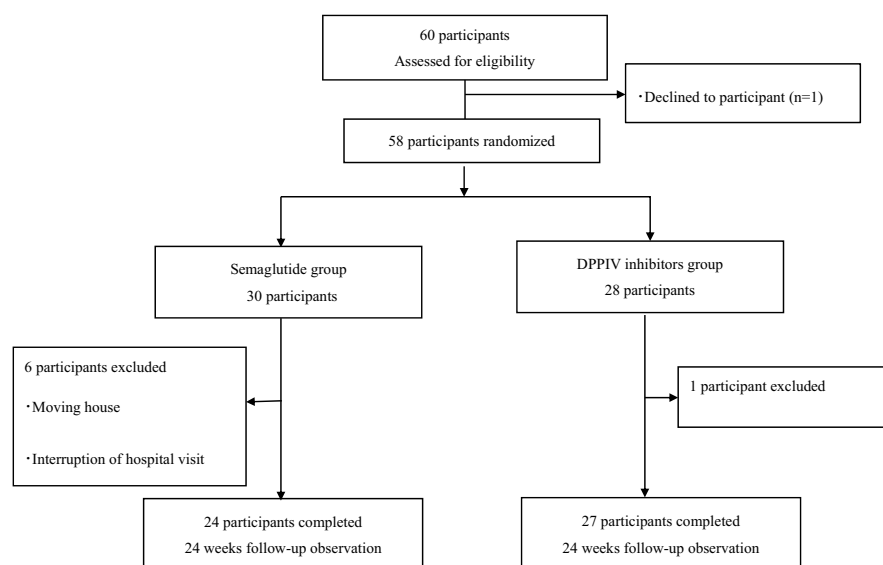 60 participants
Assessed for eligibility
・Declined to participant (n=1)
58 participants randomized
Semaglutide group
30 participants
DPPIV inhibitors group
28 participants
6 participants excluded
・Moving house
・Interruption of hospital visit
1 participant excluded
24 participants completed
24 weeks follow-up observation
27 participants completed
24 weeks follow-up observation